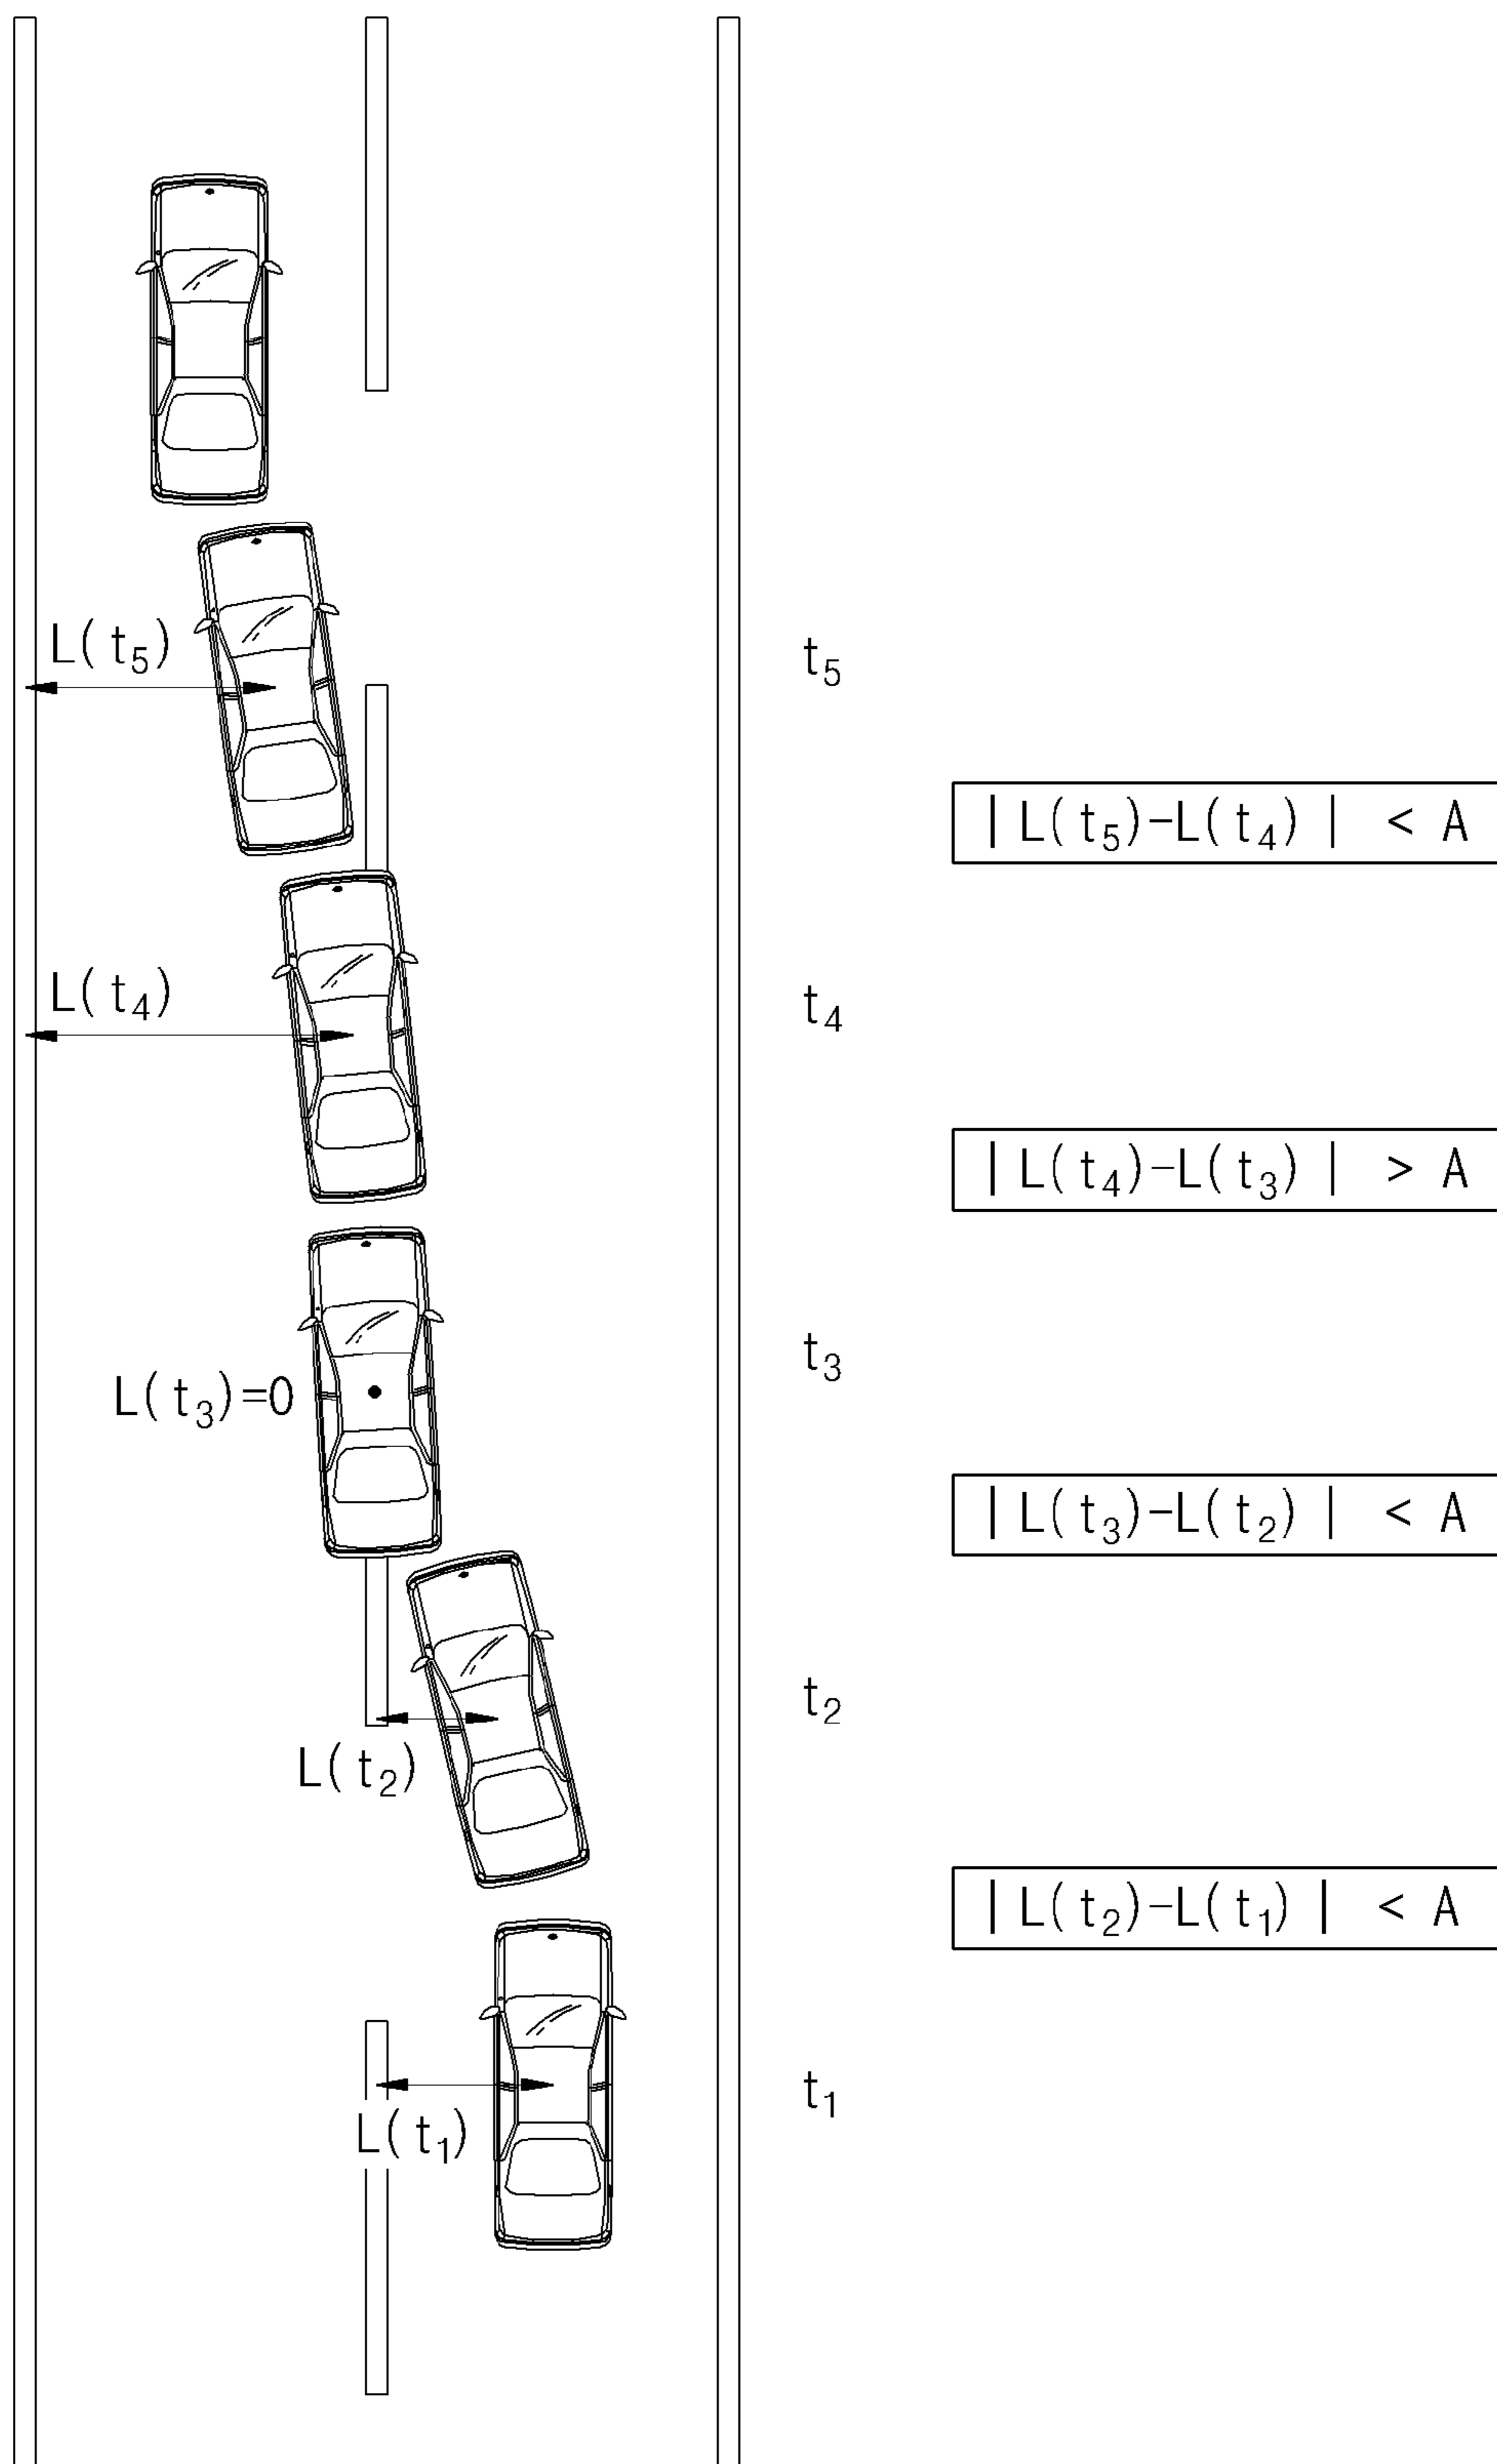 L(t₅)
t₅
|L(t₅)-L(t₄)| < A
L(t₄)
t₄
|L(t₄)-L(t₃)| > A
t₃
L(t₃)=0
|L(t₃)-L(t₂)| < A
t₂
L(t₂)
|L(t₂)-L(t₁)| < A
t₁
L(t₁)